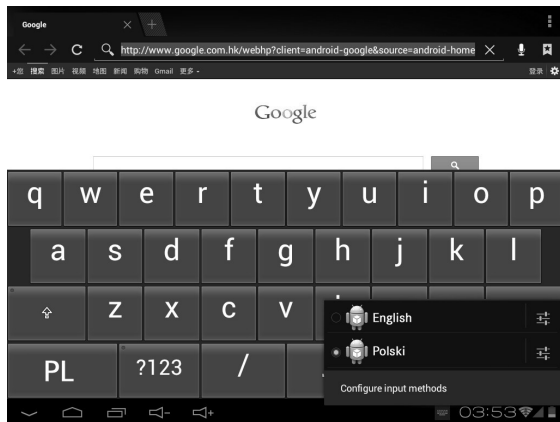 Google
http://www.google.com.hk/webhp?client=android-google&source=android-home
+您 搜索 图片 视频 地图 新闻 购物 Gmail 更多
登录
Google
q w e r t y u i o p
a s d f g h j k l
z x c v
English
Polski
PL ?123 /
Configure input methods
03:53